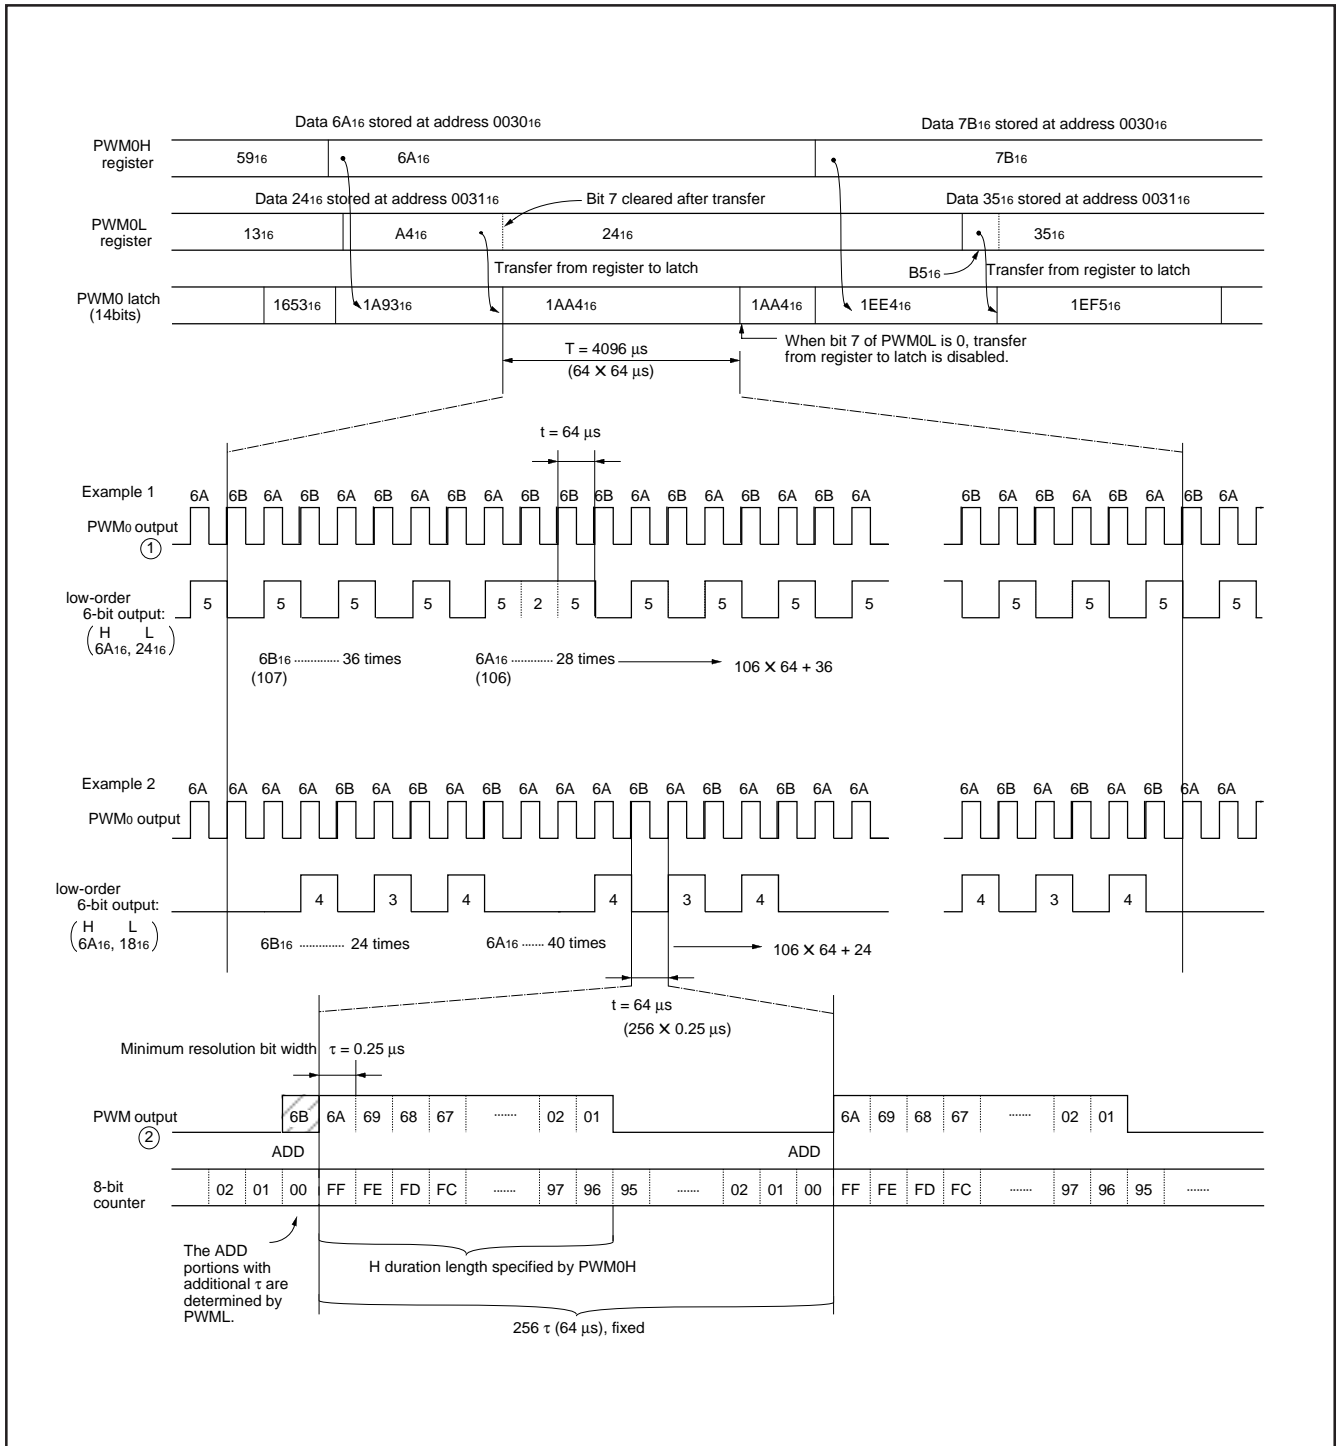 Data 6A16 stored at address 003016
Data 7B16 stored at address 003016
PWM0H
register
5916
6A16
7B16
Data 2416 stored at address 003116
Bit 7 cleared after transfer
Data 3516 stored at address 003116
PWM0L
register
1316
A416
2416
3516
Transfer from register to latch
B516
Transfer from register to latch
PWM0 latch
(14bits)
165316
1A9316
1AA416
1AA416
1EE416
1EF516
When bit 7 of PWM0L is 0, transfer
from register to latch is disabled.
T = 4096 μs
(64 × 64 μs)
t = 64 μs
Example 1
6A 6B 6A 6B 6A 6B 6A 6B 6A 6B 6B 6B 6A 6B 6A 6B 6A 6B 6A 6B 6A 6B 6A 6B 6A 6B 6A
PWM0 output
1
low-order
6-bit output:
5 5 5 5 5 2 5 5 5 5 5 5 5 5
H L
(6A16, 2416)
6B16 ............. 36 times
(107)
6A16 ........... 28 times
(106)
106 × 64 + 36
Example 2
6A 6A 6A 6A 6B 6A 6B 6A 6B 6A 6A 6A 6B 6A 6B 6A 6B 6A 6A 6A 6B 6A 6B 6A 6B 6A 6A
PWM0 output
low-order
6-bit output:
4 3 4 4 3 4 4 3 4
H L
(6A16, 1816)
6B16 ............. 24 times
6A16 ...... 40 times
106 × 64 + 24
t = 64 μs
(256 × 0.25 μs)
Minimum resolution bit width τ = 0.25 μs
PWM output
2
6B 6A 69 68 67 ....... 02 01
6A 69 68 67 ....... 02 01
ADD
ADD
8-bit
counter
02 01 00 FF FE FD FC ....... 97 96 95 ....... 02 01 00 FF FE FD FC ....... 97 96 95 .......
The ADD
portions with
additional τ are
determined by
PWML.
H duration length specified by PWM0H
256 τ (64 μs), fixed